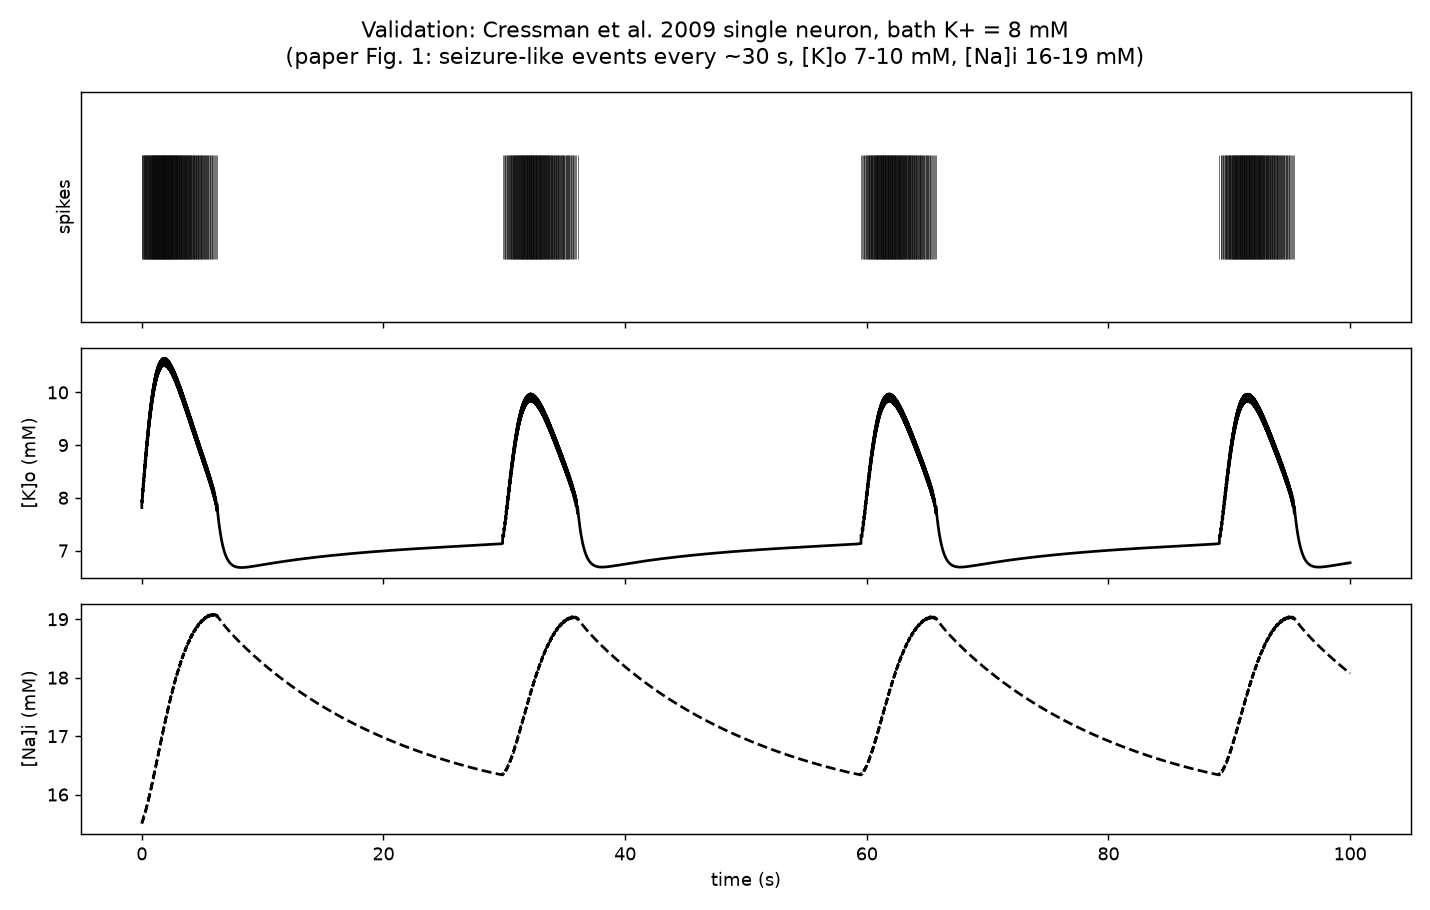 Validation: Cressman et al. 2009 single neuron, bath K+ = 8 mM
(paper Fig. 1: seizure-like events every ~30 s, [K]o 7-10 mM, [Na]i 16-19 mM)
spikes
10
9
8
7
[K]o (mM)
19
18
17
16
[Na]i (mM)
0 20 40 60 80 100
time (s)